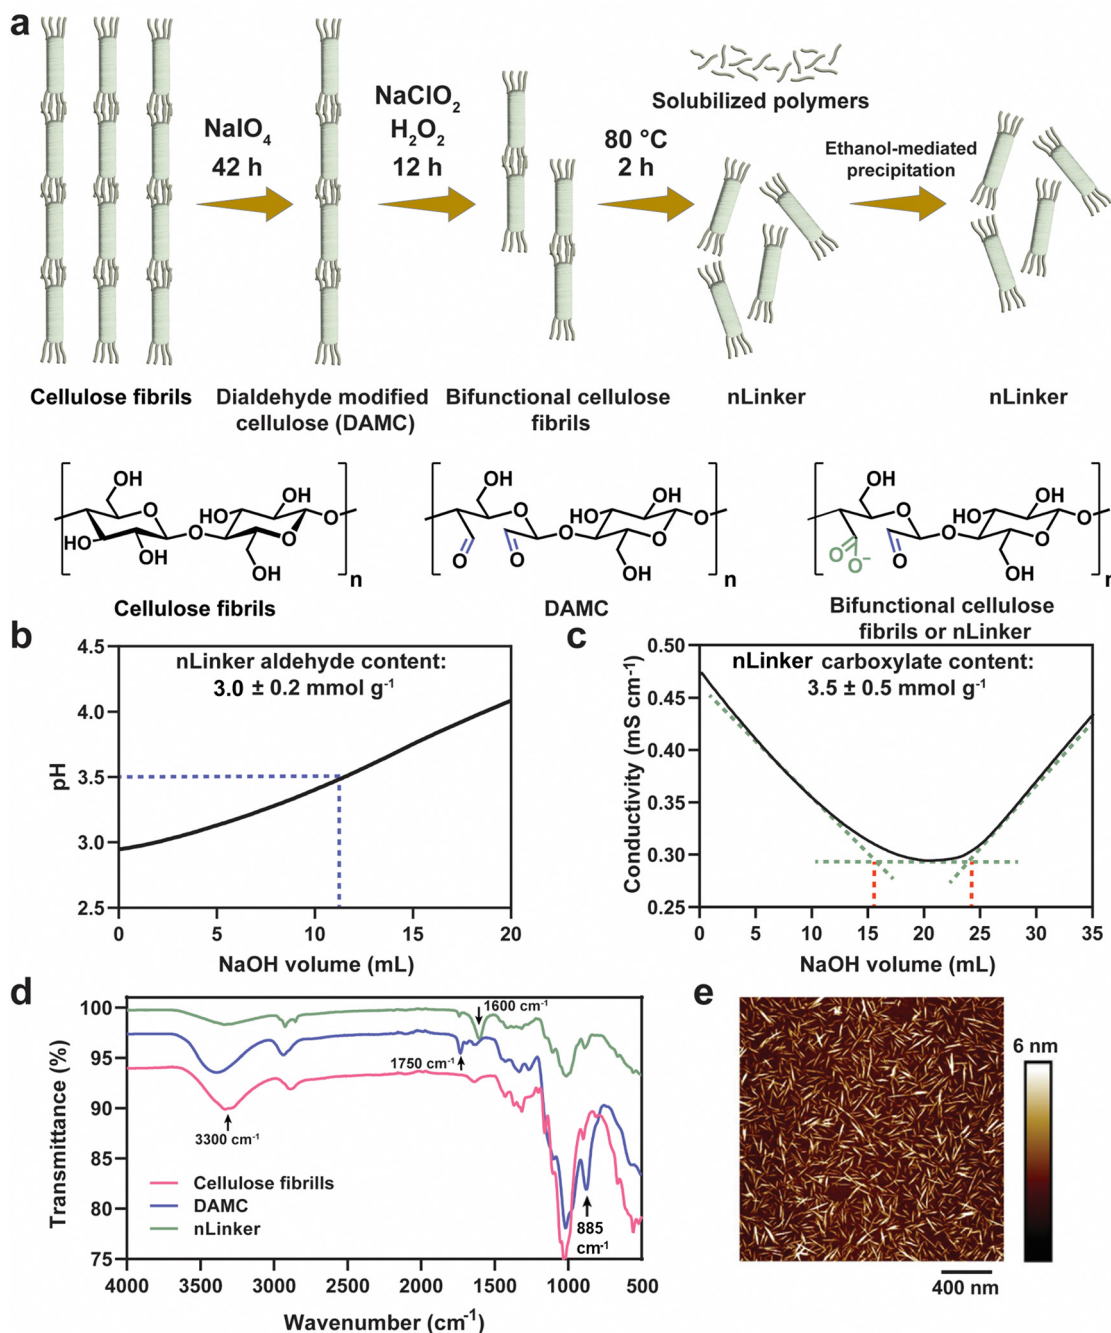 a
NaIO4
42 h
NaClO2
H2O2
12 h
80 °C
2 h
Solubilized polymers
Ethanol-mediated
precipitation
Cellulose fibrils
Dialdehyde modified
cellulose (DAMC)
Bifunctional cellulose
fibrils
nLinker
nLinker
OH
O
HO
OH
O
OH
HO
O
OH
O
n
Cellulose fibrils
OH
O
O
O
O
OH
HO
O
OH
O
n
DAMC
OH
O
O
O−
O
O
OH
HO
O
OH
O
n
Bifunctional cellulose
fibrils or nLinker
b
nLinker aldehyde content:
3.0 ± 0.2 mmol g-1
pH
4.5
4.0
3.5
3.0
2.5
0 5 10 15 20
NaOH volume (mL)
c
nLinker carboxylate content:
3.5 ± 0.5 mmol g-1
Conductivity (mS cm-1)
0.50
0.45
0.40
0.35
0.30
0.25
0 5 10 15 20 25 30 35
NaOH volume (mL)
d
Transmittance (%)
100
95
90
85
80
75
1600 cm-1
1750 cm-1
3300 cm-1
885
cm-1
Cellulose fibrills
DAMC
nLinker
4000 3500 3000 2500 2000 1500 1000 500
Wavenumber (cm-1)
e
6 nm
0
400 nm